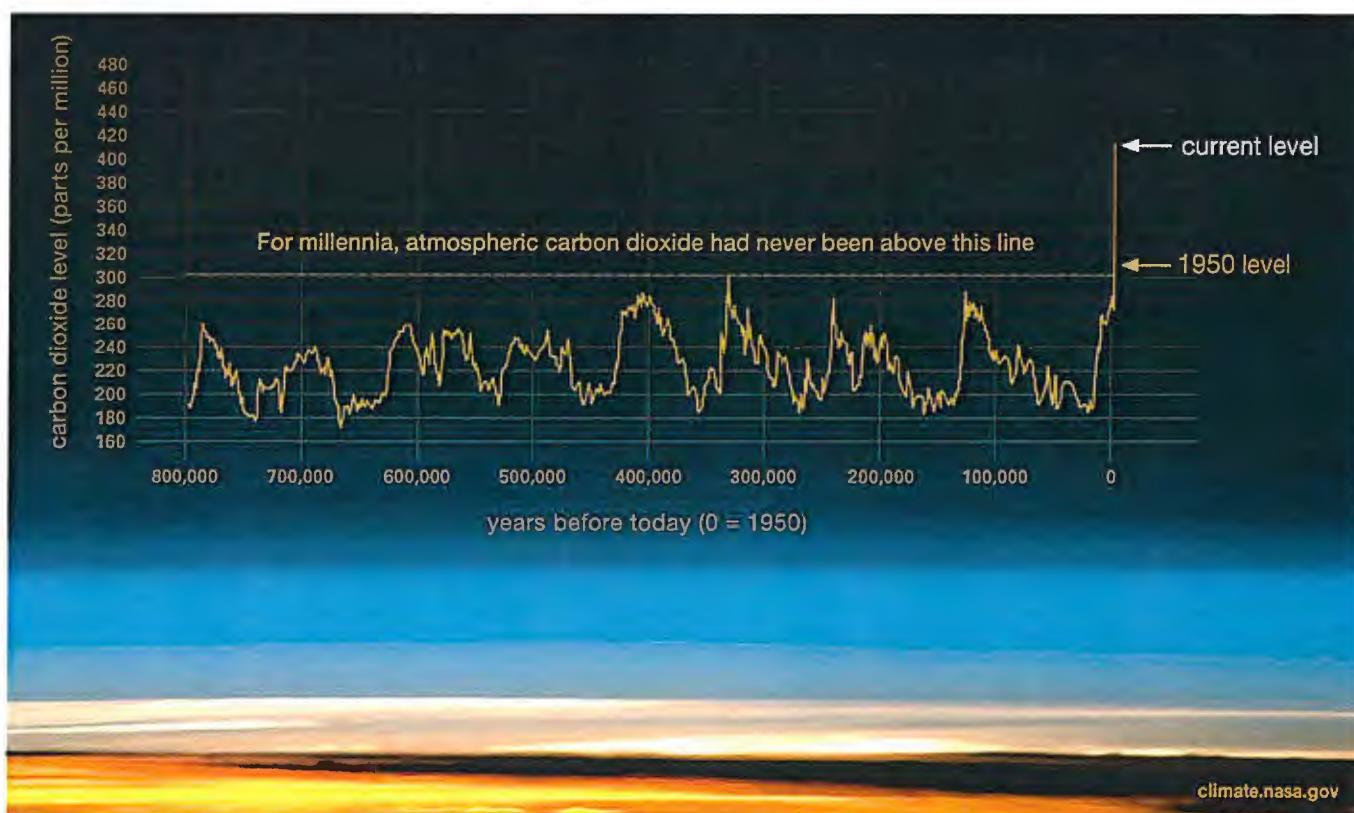 carbon dioxide level (parts per million)
480
460
440
420
400
380
360
340
320
300
280
260
240
220
200
180
160
current level
For millennia, atmospheric carbon dioxide had never been above this line
1950 level
800,000 700,000 600,000 500,000 400,000 300,000 200,000 100,000 0
years before today (0 = 1950)
climate.nasa.gov